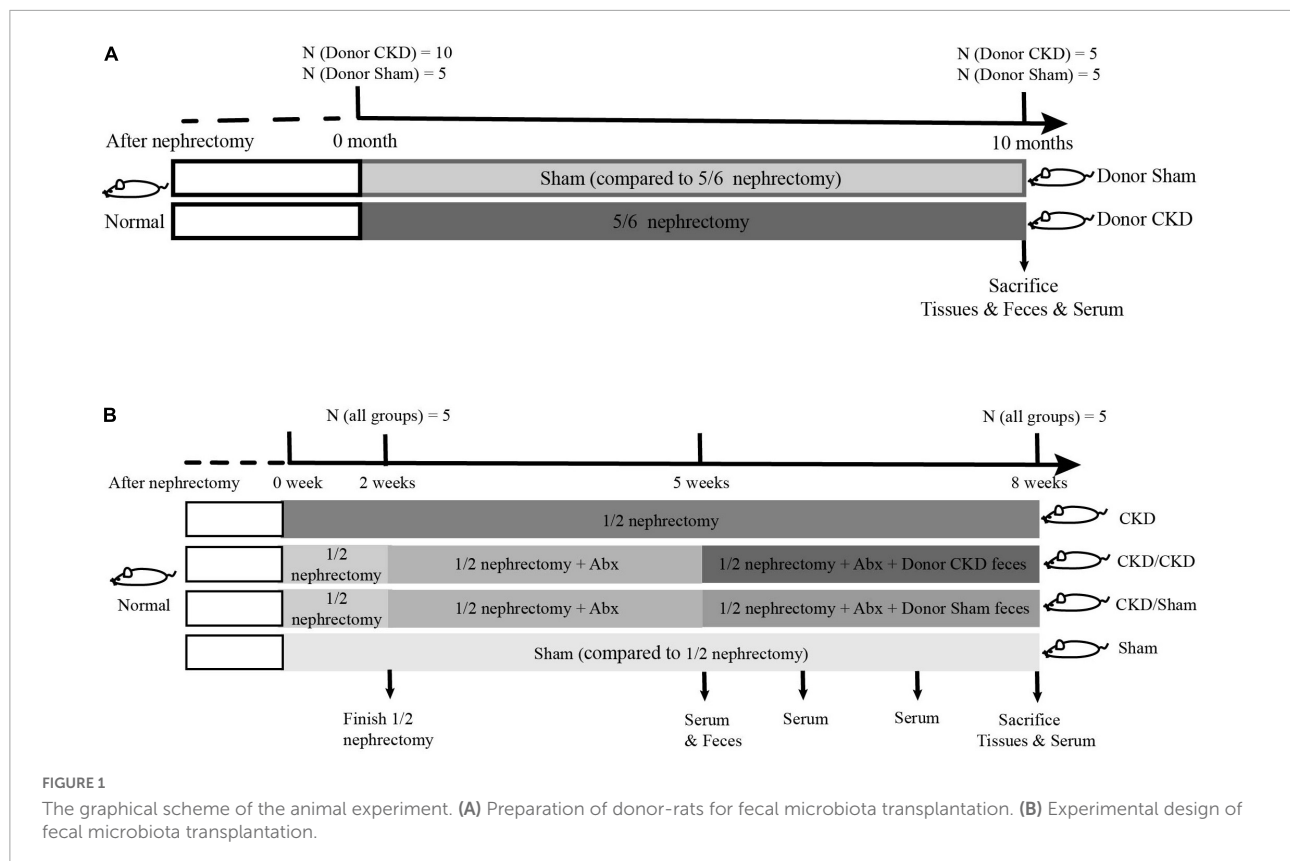 A
N (Donor CKD) = 10
N (Donor Sham) = 5
N (Donor CKD) = 5
N (Donor Sham) = 5
After nephrectomy
0 month
10 months
Sham (compared to 5/6 nephrectomy)
Donor Sham
Normal
5/6 nephrectomy
Donor CKD
Sacrifice
Tissues & Feces & Serum
B
N (all groups) = 5
N (all groups) = 5
After nephrectomy
0 week
2 weeks
5 weeks
8 weeks
1/2 nephrectomy
CKD
1/2
nephrectomy
1/2 nephrectomy + Abx
1/2 nephrectomy + Abx + Donor CKD feces
CKD/CKD
Normal
1/2
nephrectomy
1/2 nephrectomy + Abx
1/2 nephrectomy + Abx + Donor Sham feces
CKD/Sham
Sham (compared to 1/2 nephrectomy)
Sham
Finish 1/2
nephrectomy
Serum
& Feces
Serum
Serum
Sacrifice
Tissues & Serum
FIGURE 1
The graphical scheme of the animal experiment. (A) Preparation of donor-rats for fecal microbiota transplantation. (B) Experimental design of
fecal microbiota transplantation.